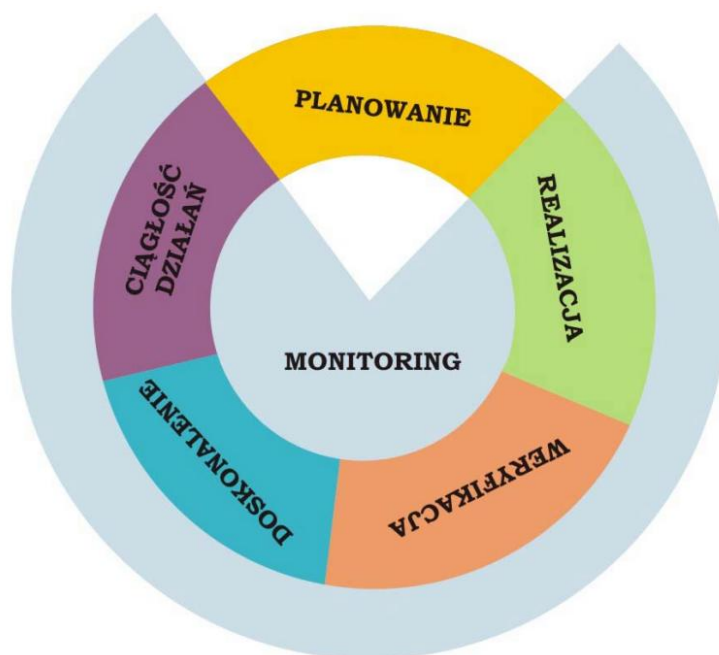 PLANOWANIE
REALIZACJA
WERYFIKACJA
DOSKONALENIE
CIĄGŁOŚĆ
DZIAŁAŃ
MONITORING